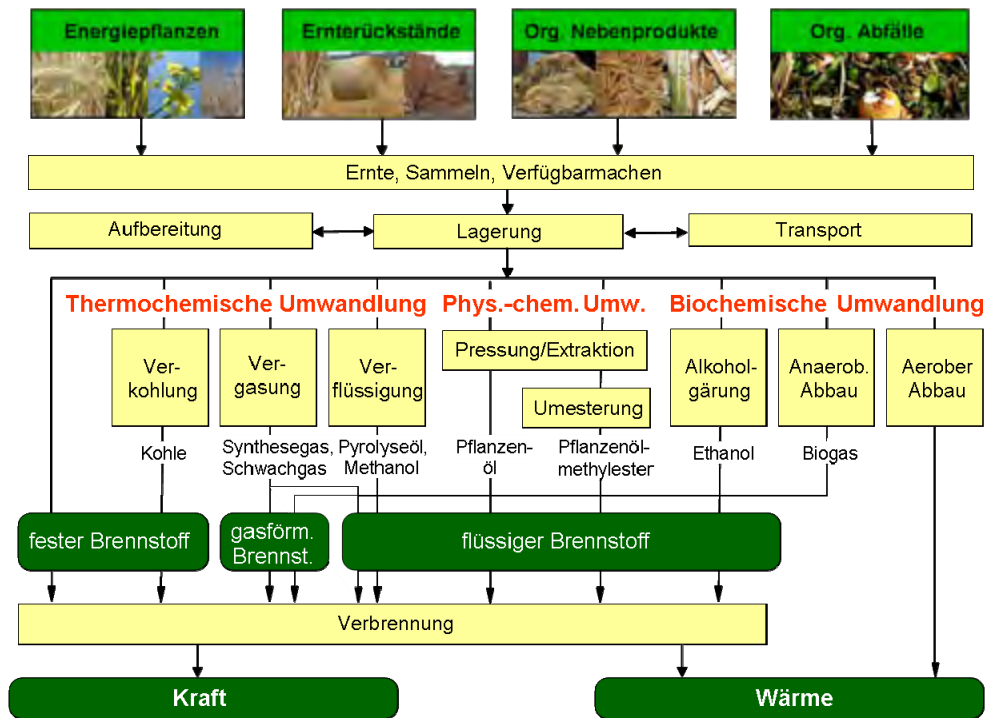 Energiepflanzen
Ernterückstände
Org. Nebenprodukte
Org. Abfälle
Ernte, Sammeln, Verfügbarmachen
Aufbereitung
Lagerung
Transport
Thermochemische Umwandlung
Phys.-chem. Umw.
Biochemische Umwandlung
Ver-
kohlung
Ver-
gasung
Ver-
flüssigung
Pressung/Extraktion
Umesterung
Alkohol-
gärung
Anaerob.
Abbau
Aerober
Abbau
Kohle
Synthesegas,
Schwachgas
Pyrolyseöl,
Methanol
Pflanzen-
öl
Pflanzenöl-
methylester
Ethanol
Biogas
fester Brennstoff
gasförm.
Brennst.
flüssiger Brennstoff
Verbrennung
Kraft
Wärme